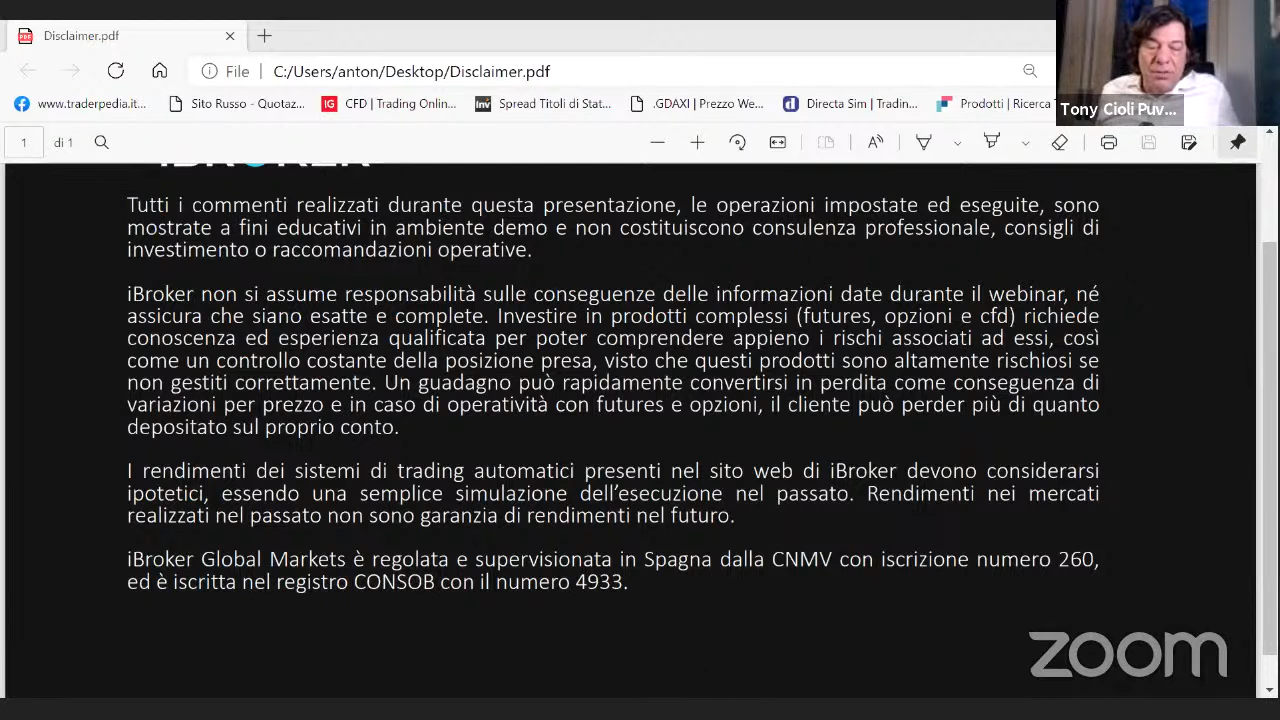 Disclaimer.pdf
File | C:/Users/anton/Desktop/Disclaimer.pdf
www.traderpedia.it...
Sito Russo - Quotaz...
CFD | Trading Onlin...
Spread Titoli di Stat...
.GDAXI | Prezzo We...
Directa Sim | Tradin...
Prodotti | Ricerca
Tony Cioli Puv...
1 di 1
iBROKER
Tutti i commenti realizzati durante questa presentazione, le operazioni impostate ed eseguite, sono
mostrate a fini educativi in ambiente demo e non costituiscono consulenza professionale, consigli di
investimento o raccomandazioni operative.
iBroker non si assume responsabilità sulle conseguenze delle informazioni date durante il webinar, né
assicura che siano esatte e complete. Investire in prodotti complessi (futures, opzioni e cfd) richiede
conoscenza ed esperienza qualificata per poter comprendere appieno i rischi associati ad essi, così
come un controllo costante della posizione presa, visto che questi prodotti sono altamente rischiosi se
non gestiti correttamente. Un guadagno può rapidamente convertirsi in perdita come conseguenza di
variazioni per prezzo e in caso di operatività con futures e opzioni, il cliente può perder più di quanto
depositato sul proprio conto.
I rendimenti dei sistemi di trading automatici presenti nel sito web di iBroker devono considerarsi
ipotetici, essendo una semplice simulazione dell’esecuzione nel passato. Rendimenti nei mercati
realizzati nel passato non sono garanzia di rendimenti nel futuro.
iBroker Global Markets è regolata e supervisionata in Spagna dalla CNMV con iscrizione numero 260,
ed è iscritta nel registro CONSOB con il numero 4933.
zoom